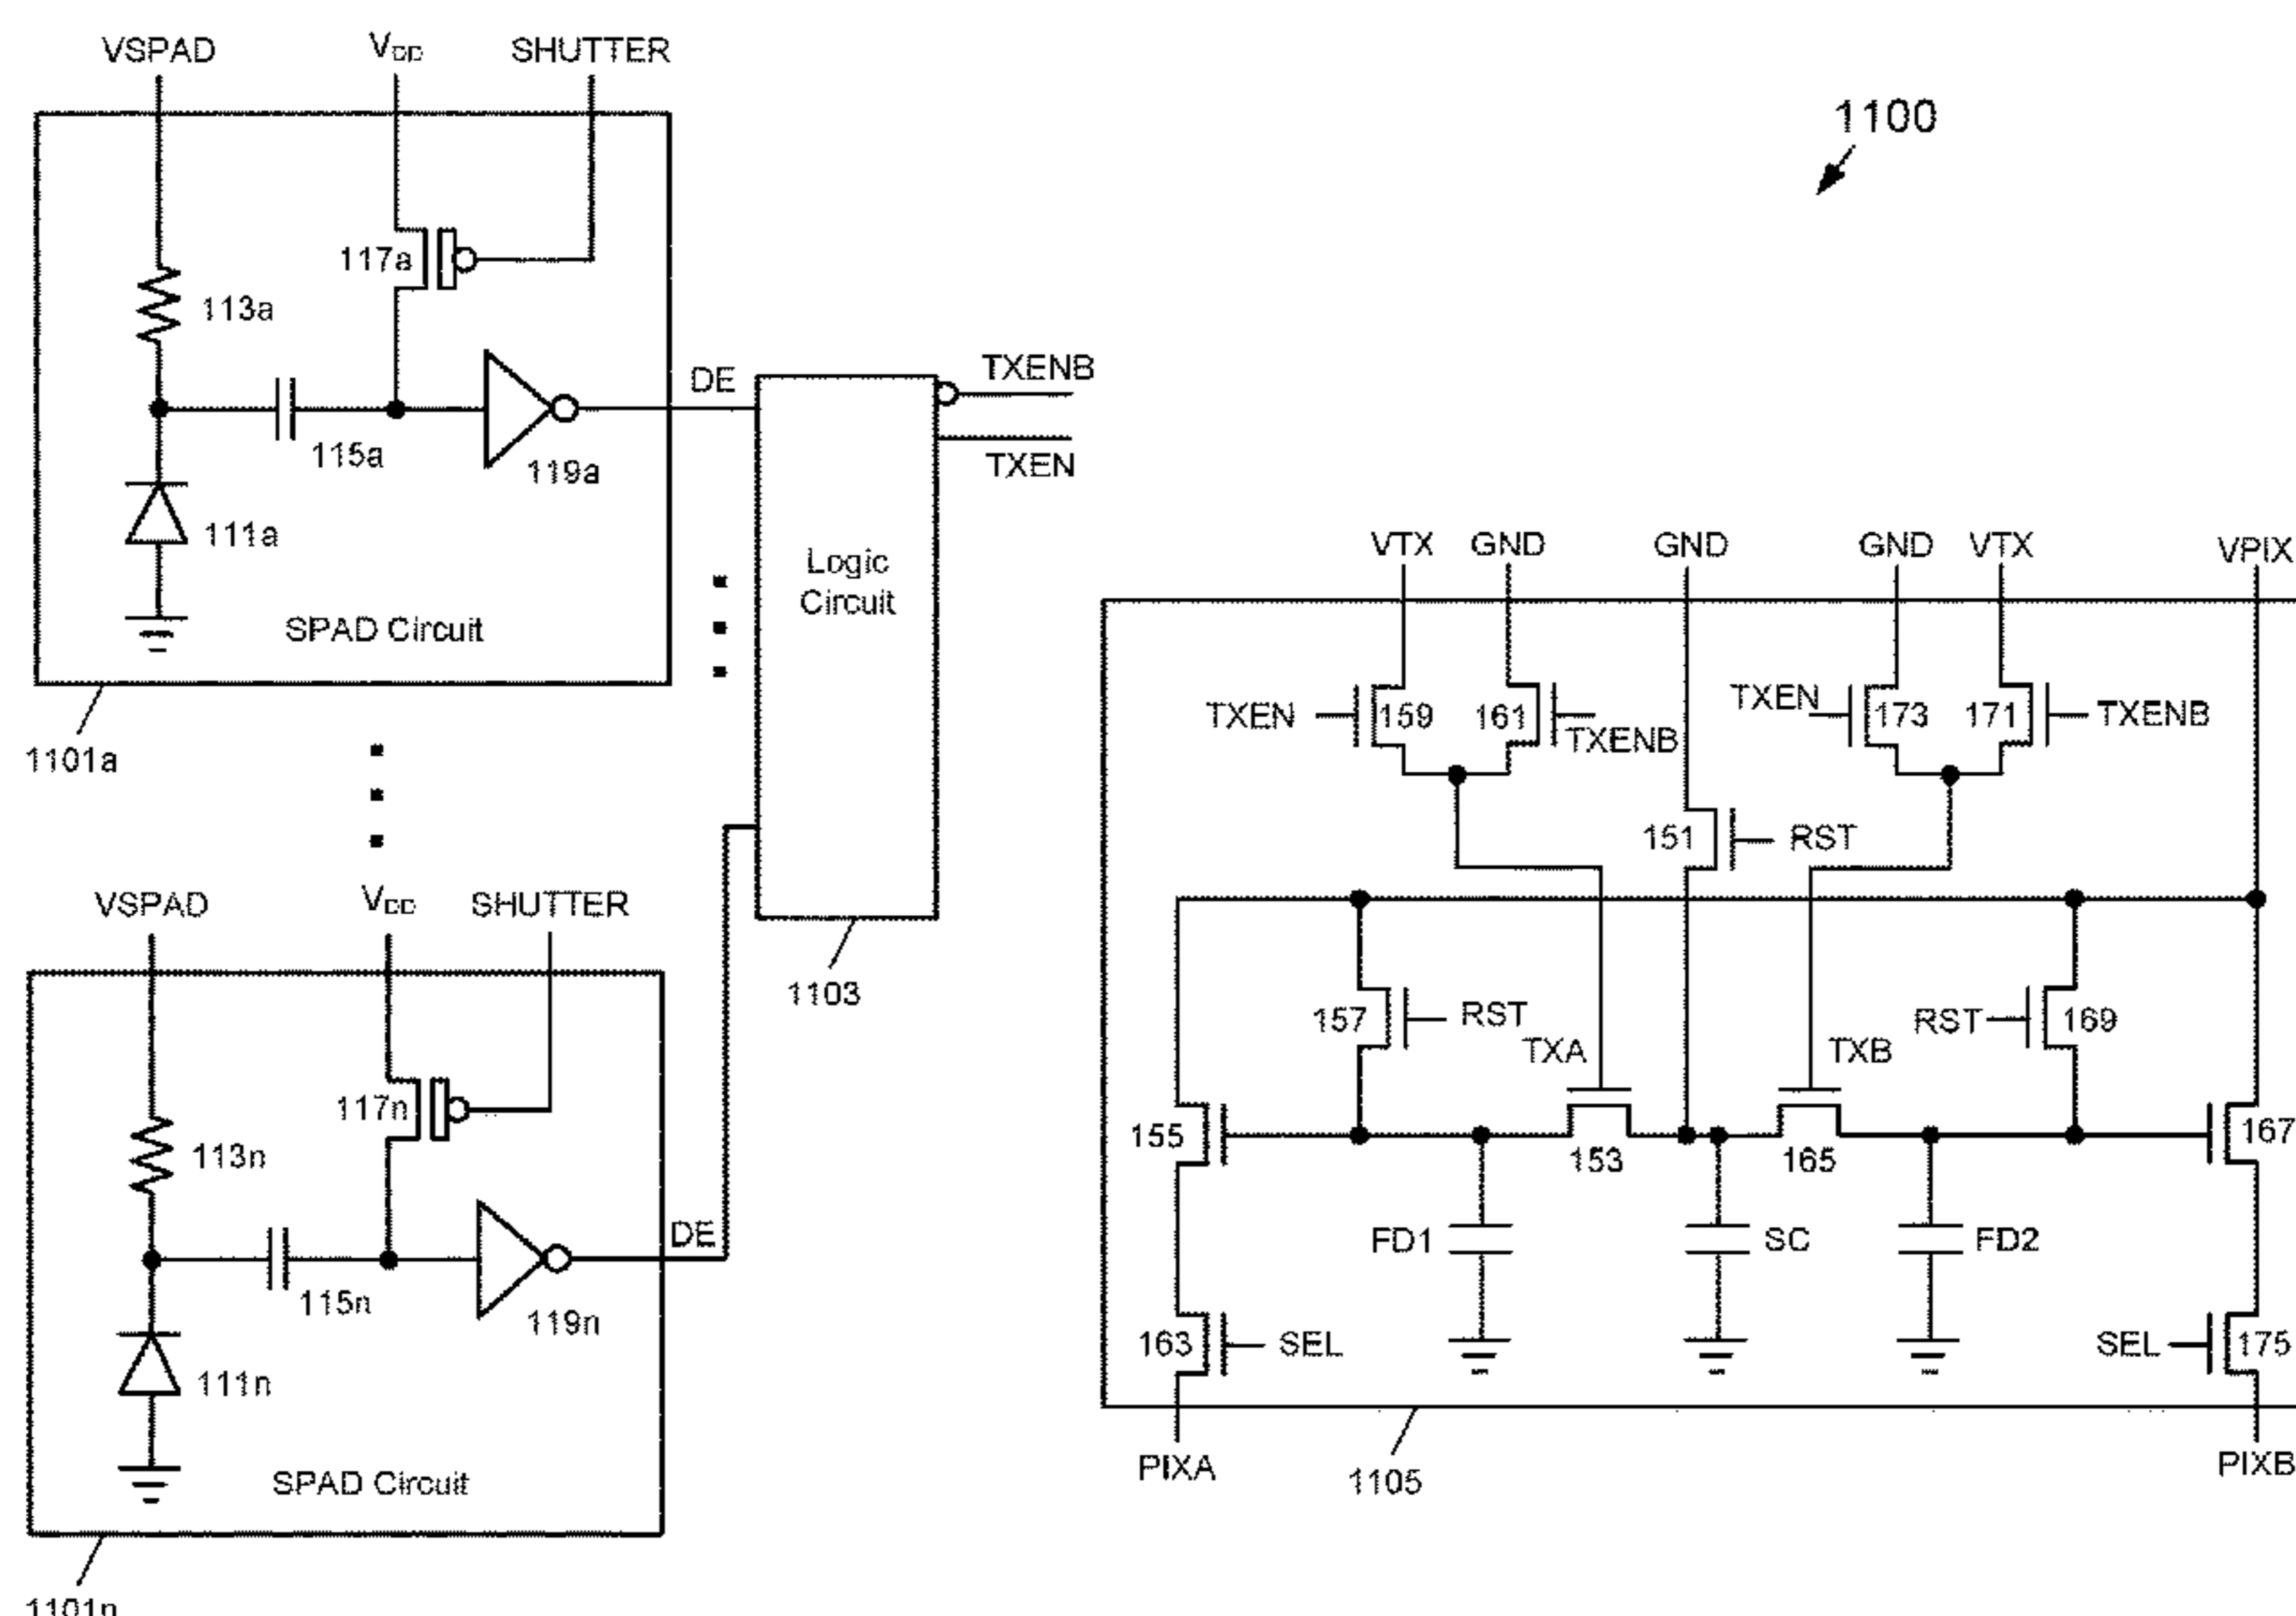 VSPAD
VDD
SHUTTER
1100
117a
113a
115a
119a
111a
SPAD Circuit
1101a
DE
TXENB
TXEN
Logic
Circuit
1103
VSPAD
VDD
SHUTTER
117n
113n
115n
119n
111n
SPAD Circuit
1101n
DE
VTX
GND
GND
GND
VTX
VPIX
TXEN
159
161
TXENB
TXEN
173
171
TXENB
151
RST
157
RST
TXA
TXB
RST
169
155
153
165
167
FD1
SC
FD2
163
SEL
SEL
175
PIXA
1105
PIXB